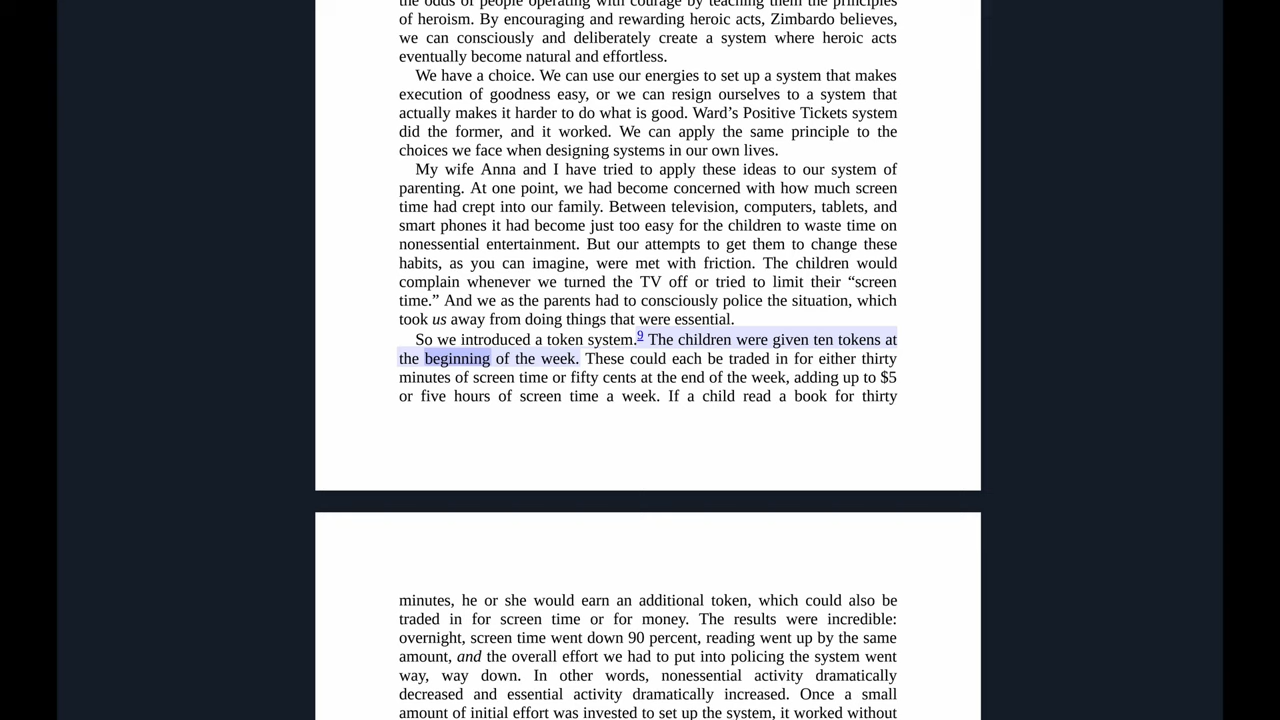 the odds of people operating with courage by teaching them the principles
of heroism. By encouraging and rewarding heroic acts, Zimbardo believes,
we can consciously and deliberately create a system where heroic acts
eventually become natural and effortless.
We have a choice. We can use our energies to set up a system that makes
execution of goodness easy, or we can resign ourselves to a system that
actually makes it harder to do what is good. Ward’s Positive Tickets system
did the former, and it worked. We can apply the same principle to the
choices we face when designing systems in our own lives.
My wife Anna and I have tried to apply these ideas to our system of
parenting. At one point, we had become concerned with how much screen
time had crept into our family. Between television, computers, tablets, and
smart phones it had become just too easy for the children to waste time on
nonessential entertainment. But our attempts to get them to change these
habits, as you can imagine, were met with friction. The children would
complain whenever we turned the TV off or tried to limit their “screen
time.” And we as the parents had to consciously police the situation, which
took us away from doing things that were essential.
So we introduced a token system.9 The children were given ten tokens at
the beginning of the week. These could each be traded in for either thirty
minutes of screen time or fifty cents at the end of the week, adding up to $5
or five hours of screen time a week. If a child read a book for thirty
minutes, he or she would earn an additional token, which could also be
traded in for screen time or for money. The results were incredible:
overnight, screen time went down 90 percent, reading went up by the same
amount, and the overall effort we had to put into policing the system went
way, way down. In other words, nonessential activity dramatically
decreased and essential activity dramatically increased. Once a small
amount of initial effort was invested to set up the system, it worked without